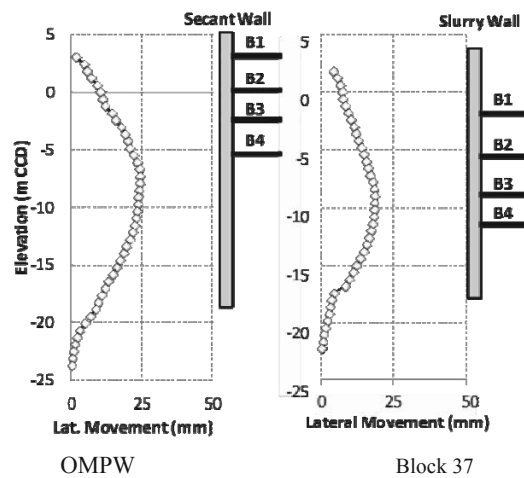 Secant Wall
Slurry Wall
5
0
-5
-10
-15
-20
-25
Elevation (m CCD)
B1
B2
B3
B4
0 25 50
Lat. Movement (mm)
5
0
-5
-10
-15
-20
-25
B1
B2
B3
B4
0 25 50
Lateral Movement (mm)
OMPW
Block 37